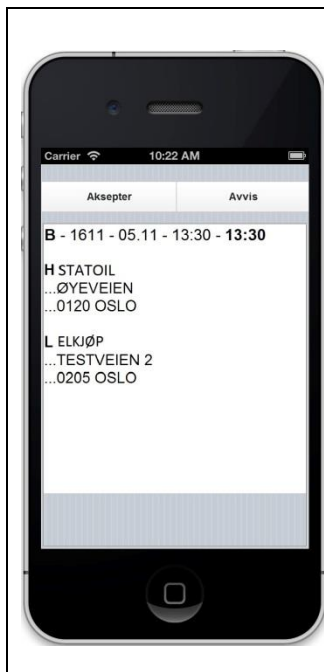 Carrier 10:22 AM
Aksepter Avvis
B - 1611 - 05.11 - 13:30 - 13:30
H STATOIL
...ØYEVEIEN
...0120 OSLO
L ELKJØP
...TESTVEIEN 2
...0205 OSLO